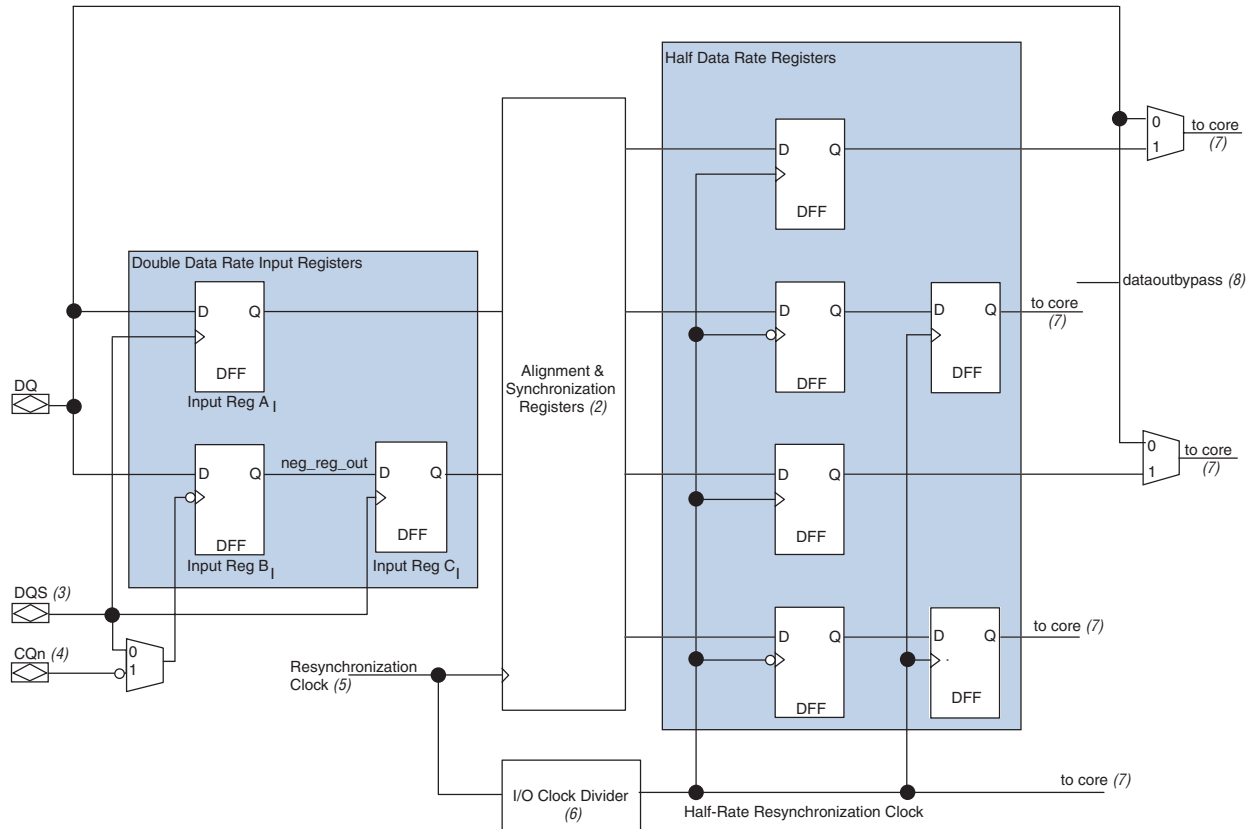 Half Data Rate Registers
D Q
DFF
0
1
to core
(7)
Double Data Rate Input Registers
D Q
DFF
Input Reg A I
D Q
DFF
D Q
DFF
to core
(7)
dataoutbypass (8)
Alignment &
Synchronization
Registers (2)
DQ
D Q
DFF
Input Reg B I
neg_reg_out
D Q
DFF
Input Reg C I
D Q
DFF
0
1
to core
(7)
DQS (3)
CQn (4)
0
1
D Q
DFF
D Q
DFF
to core (7)
Resynchronization
Clock (5)
I/O Clock Divider
(6)
Half-Rate Resynchronization Clock
to core (7)